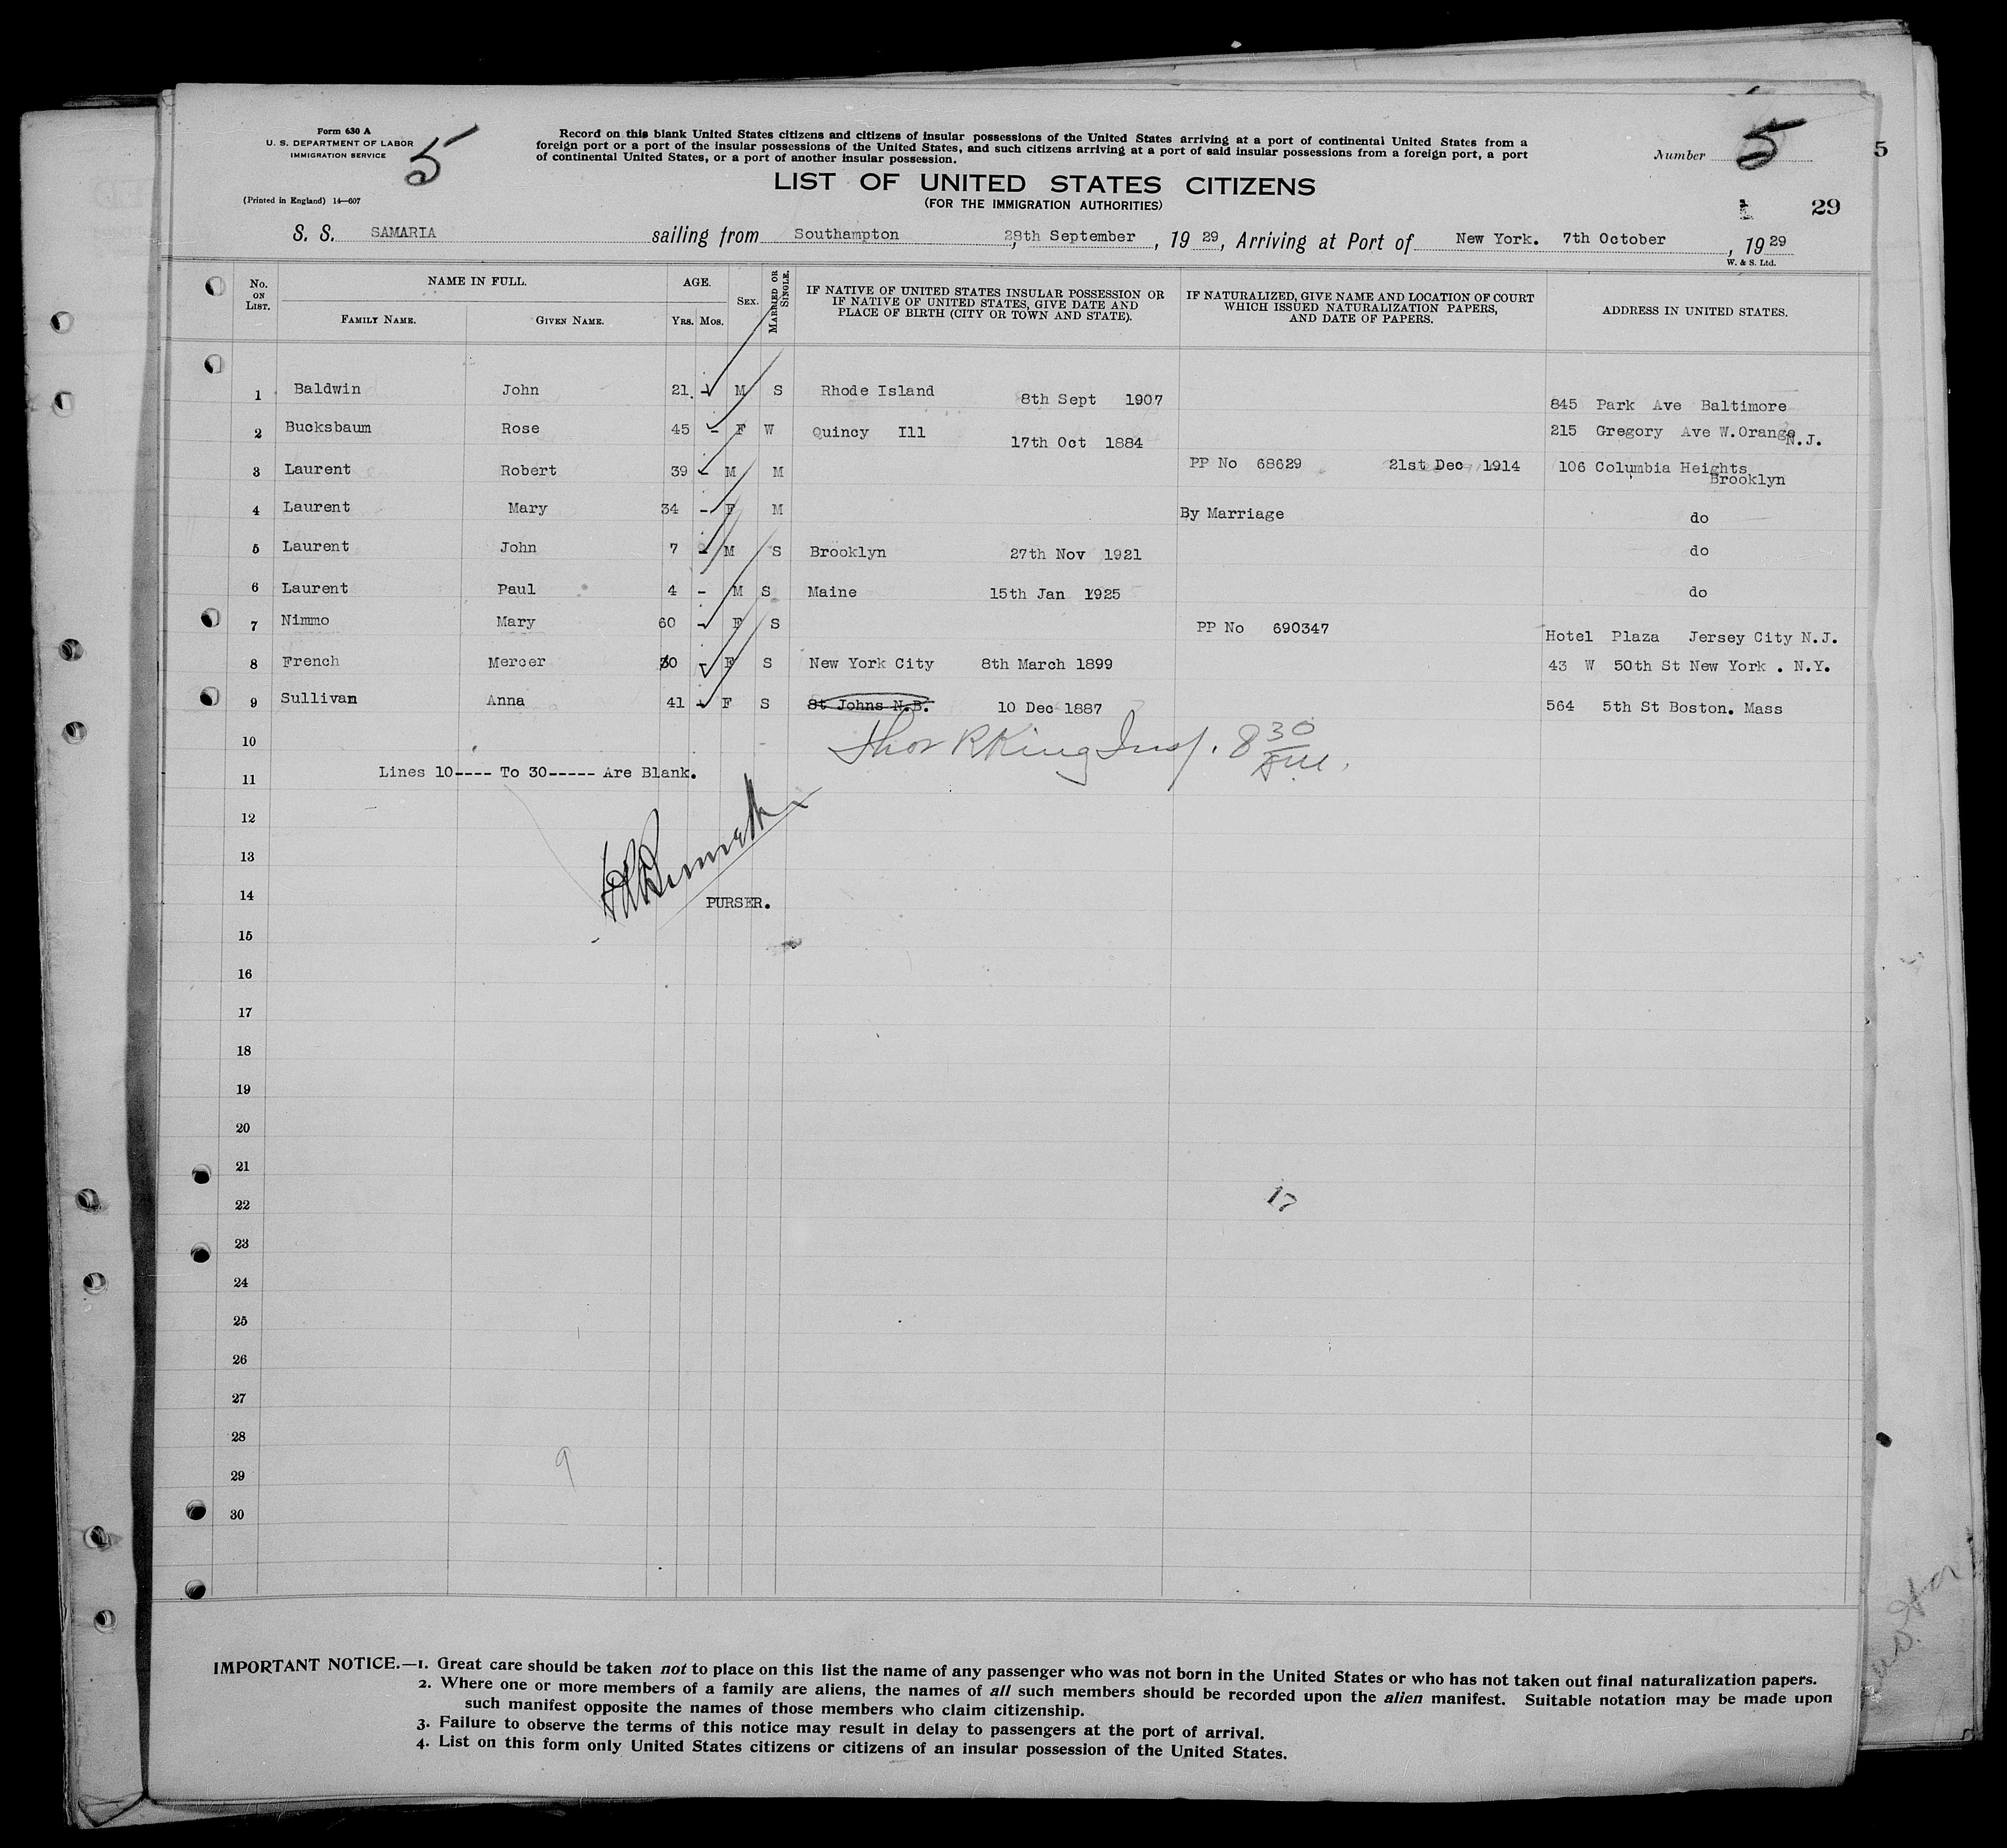 Form 630 A
U. S. DEPARTMENT OF LABOR
IMMIGRATION SERVICE
(Printed in England) 14—607
5
Record on this blank United States citizens and citizens of insular possessions of the United States arriving at a port of continental United States from a
foreign port or a port of the insular possessions of the United States, and such citizens arriving at a port of said insular possessions from a foreign port, a port
of continental United States, or a port of another insular possession.
Number 5
5
LIST OF UNITED STATES CITIZENS
(FOR THE IMMIGRATION AUTHORITIES)
29
S. S. SAMARIA sailing from Southampton, 28th September, 19 29, Arriving at Port of New York. 7th October, 19 29
W. & S. Ltd.
No. ON LIST. NAME IN FULL. FAMILY NAME. GIVEN NAME. AGE. YRS. MOS. SEX. MARRIED OR SINGLE. IF NATIVE OF UNITED STATES INSULAR POSSESSION OR IF NATIVE OF UNITED STATES, GIVE DATE AND PLACE OF BIRTH (CITY OR TOWN AND STATE). IF NATURALIZED, GIVE NAME AND LOCATION OF COURT WHICH ISSUED NATURALIZATION PAPERS, AND DATE OF PAPERS. ADDRESS IN UNITED STATES.
1 Baldwin John 21. - M S Rhode Island 8th Sept 1907 845 Park Ave Baltimore
2 Bucksbaum Rose 45 - F W Quincy Ill 17th Oct 1884 215 Gregory Ave W.Orange N.J.
3 Laurent Robert 39 - M M PP No 68629 21st Dec 1914 106 Columbia Heights Brooklyn
4 Laurent Mary 34 - F M By Marriage do
5 Laurent John 7 - M S Brooklyn 27th Nov 1921 do
6 Laurent Paul 4 - M S Maine 15th Jan 1925 do
7 Nimmo Mary 60 - F S PP No 690347 Hotel Plaza Jersey City N.J.
8 French Mercer 30 - F S New York City 8th March 1899 43 W 50th St New York . N.Y.
9 Sullivan Anna 41 - F S St Johns N.B. 10 Dec 1887 564 5th St Boston. Mass
10
R King Insp. 8 30
11 Lines 10---- To 30----- Are Blank.
12
13
14 PURSER.
15
16
17
18
19
20
21
22 17
23
24
25
26
27
28
29 9
30
IMPORTANT NOTICE.—1. Great care should be taken not to place on this list the name of any passenger who was not born in the United States or who has not taken out final naturalization papers.
2. Where one or more members of a family are aliens, the names of all such members should be recorded upon the alien manifest. Suitable notation may be made upon
such manifest opposite the names of those members who claim citizenship.
3. Failure to observe the terms of this notice may result in delay to passengers at the port of arrival.
4. List on this form only United States citizens or citizens of an insular possession of the United States.